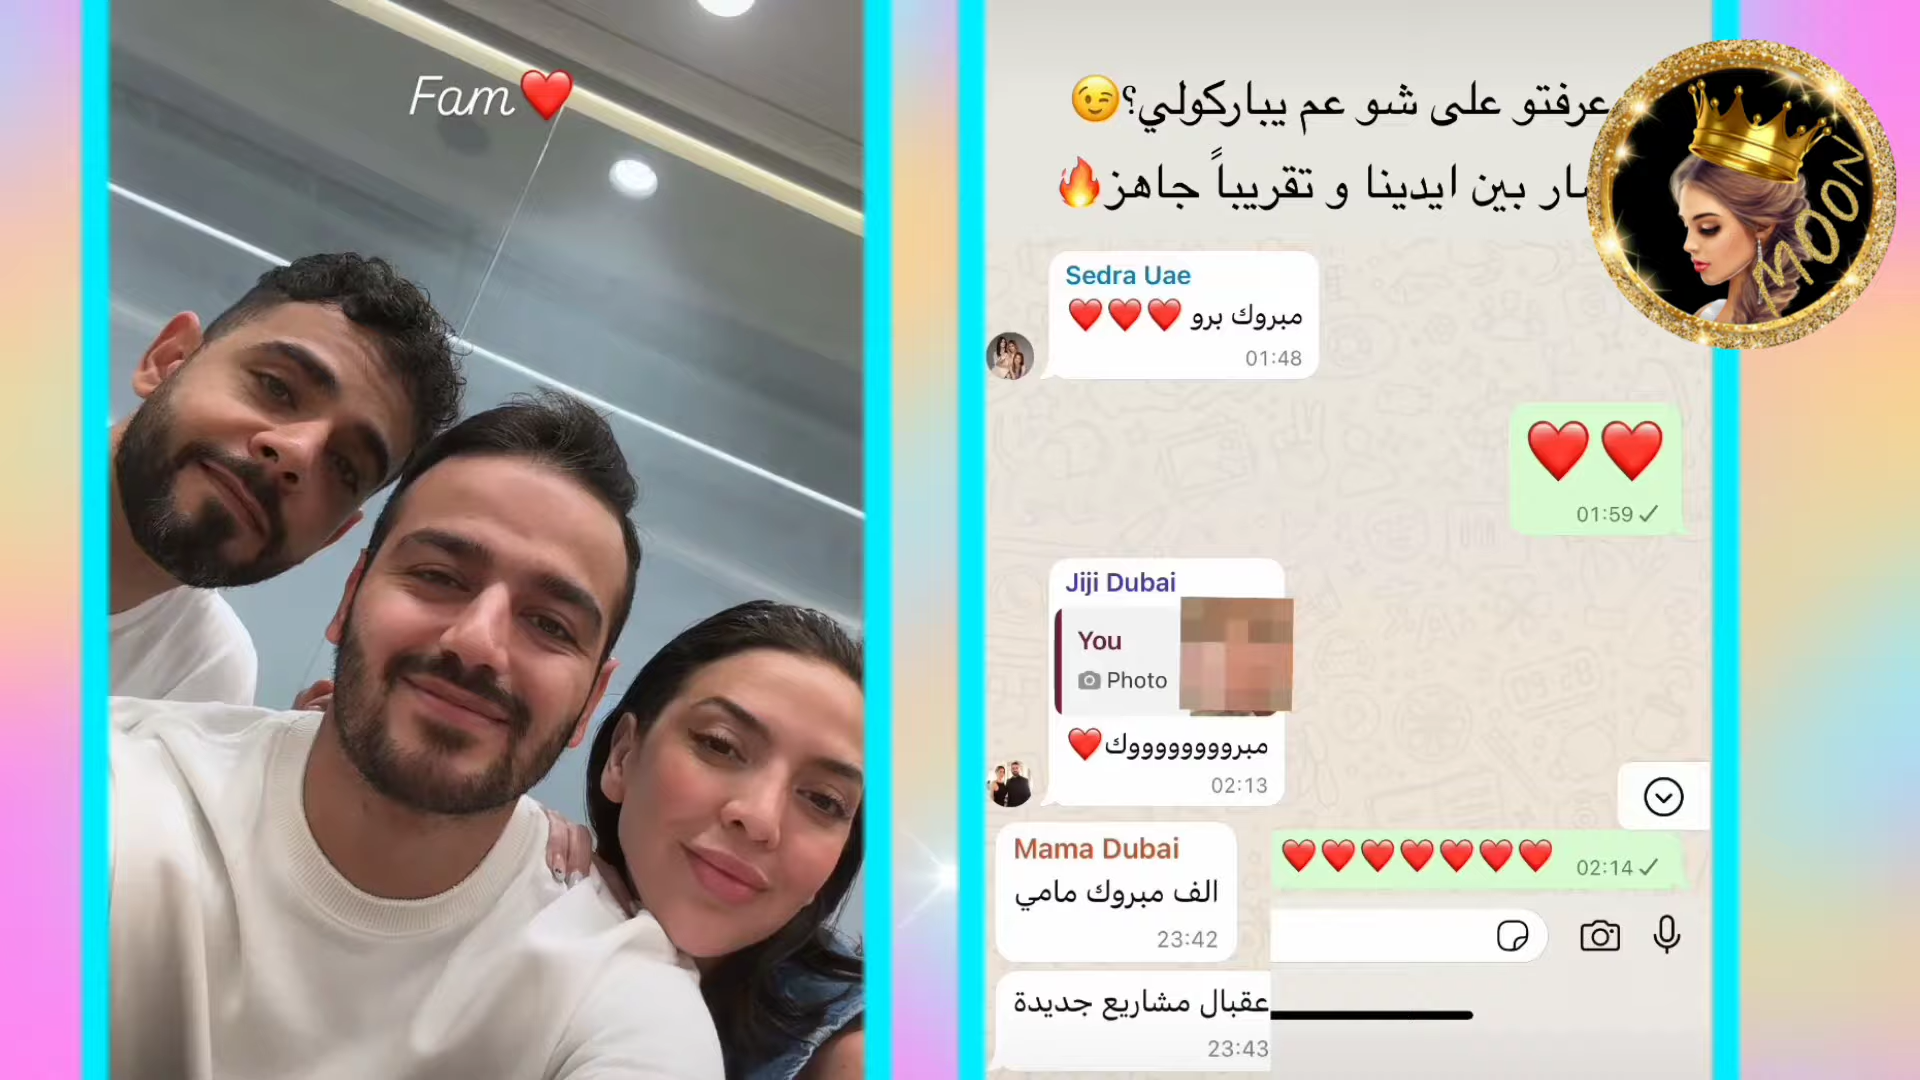 Fam❤️
عرفتو على شو عم يباركولي؟😉
بين ايدينا و تقريباً جاهز🔥
MOON
Sedra Uae
مبروك برو ❤️❤️❤️
01:48
❤️❤️
01:59
Jiji Dubai
You
Photo
مبروووووووووك❤️
02:13
❤️❤️❤️❤️❤️❤️❤️
02:14
Mama Dubai
الف مبروك مامي
23:42
عقبال مشاريع جديدة
23:43